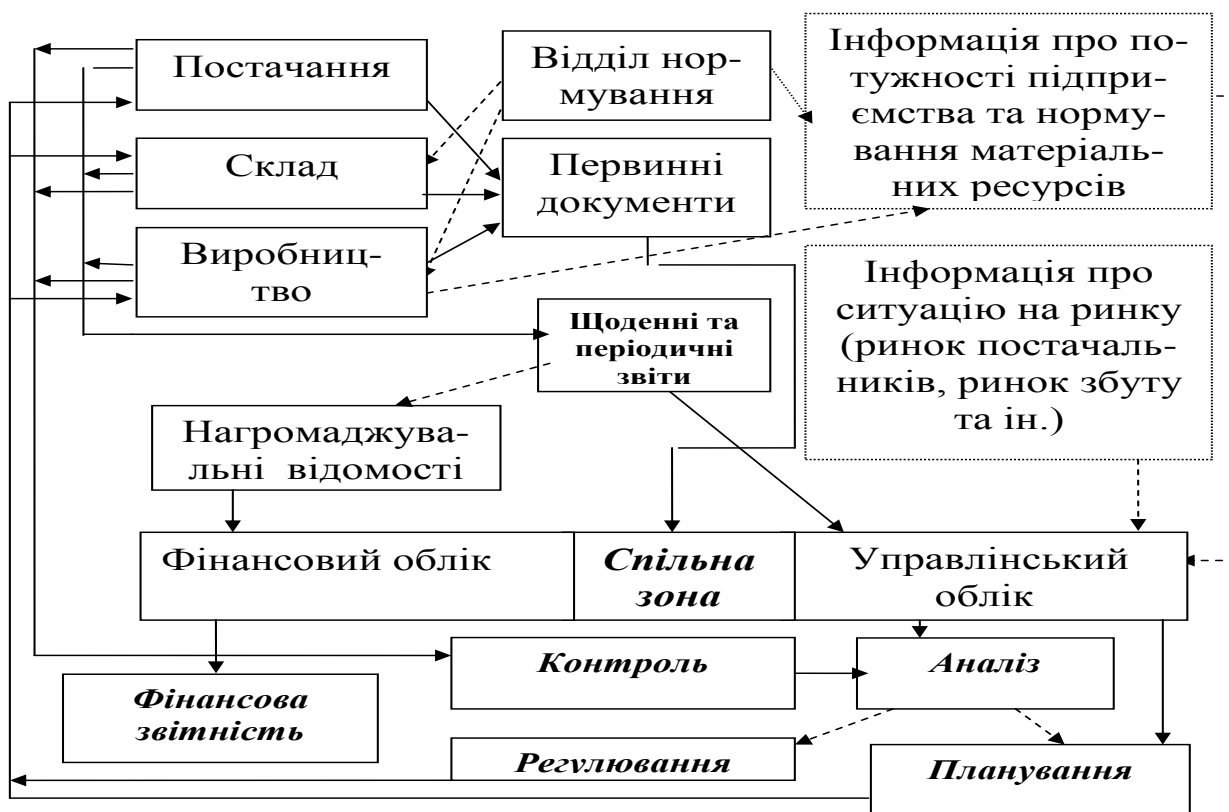 Постачання
Відділ нор-
мування
Інформація про по-
тужності підпри-
ємства та норму-
вання матеріаль-
них ресурсів
Склад
Первинні
документи
Виробниц-
тво
Інформація про
ситуацію на ринку
(ринок постачаль-
ників, ринок збуту
та ін.)
Щоденні та
періодичні
звіти
Нагромаджува-
льні відомості
Фінансовий облік
Спільна
зона
Управлінський
облік
Контроль
Аналіз
Фінансова
звітність
Регулювання
Планування